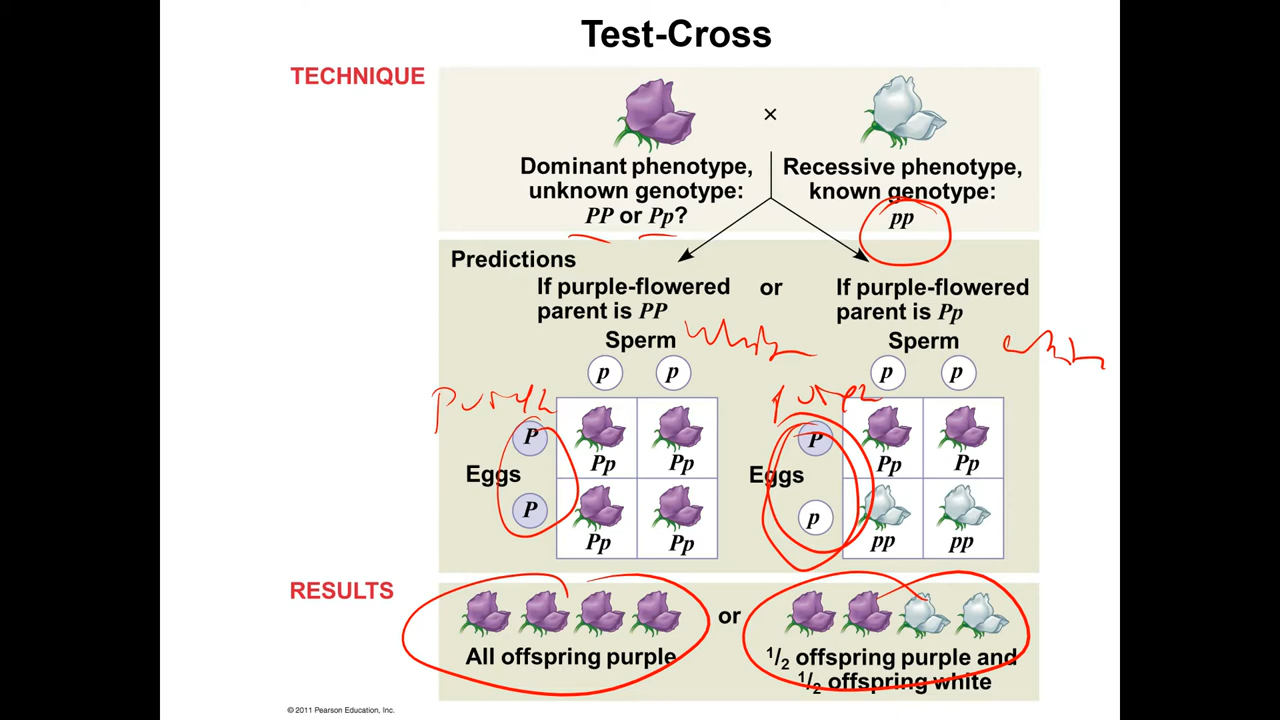 Test-Cross
TECHNIQUE
×
Dominant phenotype,
unknown genotype:
PP or Pp?
Recessive phenotype,
known genotype:
pp
Predictions
If purple-flowered
parent is PP
or
If purple-flowered
parent is Pp
Sperm
Sperm
p p
p p
purple
purple
P
Pp Pp
Eggs
P
Pp Pp
P
Pp Pp
Eggs
p
pp pp
RESULTS
or
All offspring purple
1/2 offspring purple and
1/2 offspring white
© 2011 Pearson Education, Inc.